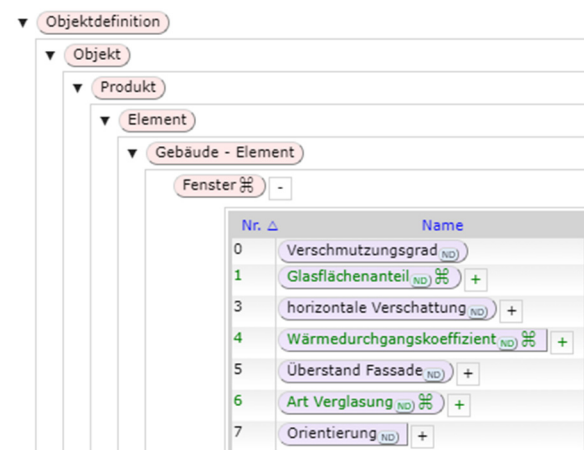 ▼ Objektdefinition
▼ Objekt
▼ Produkt
▼ Element
▼ Gebäude - Element
Fenster ⌘ -
Nr. △ Name
0 Verschmutzungsgrad ND)
1 Glasflächenanteil ND) ⌘ +
3 horizontale Verschattung ND) +
4 Wärmedurchgangskoeffizient ND) ⌘ +
5 Überstand Fassade ND) +
6 Art Verglasung ND) ⌘ +
7 Orientierung ND) +